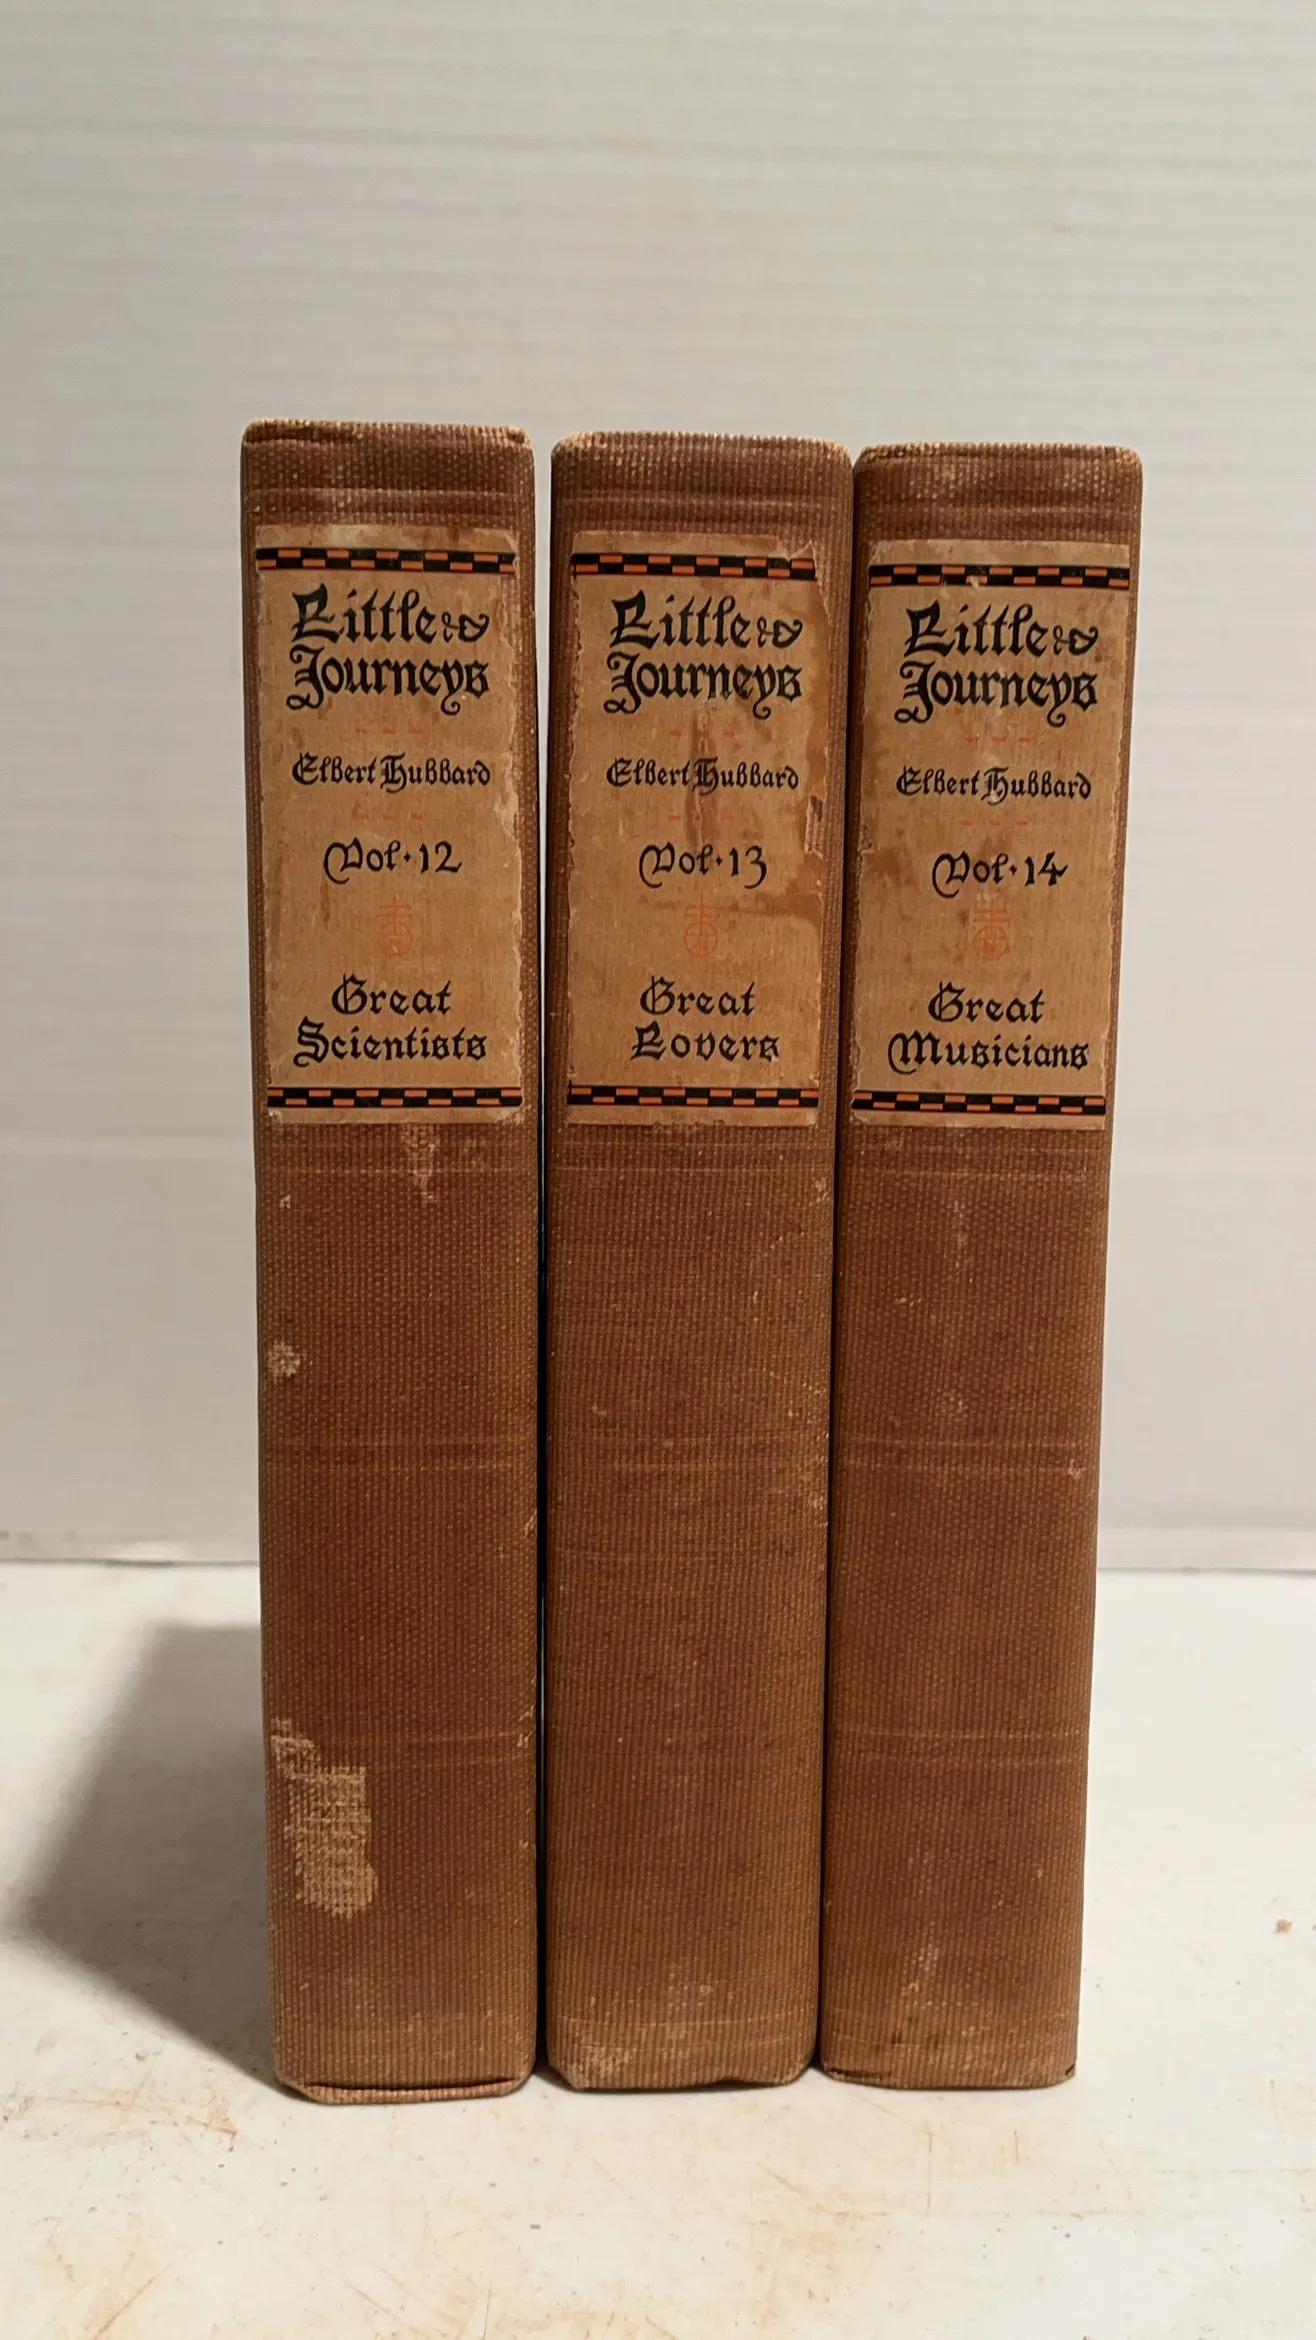 Little
Journeys
Elbert Hubbard
Vol · 12
Great
Scientists
Little
Journeys
Elbert Hubbard
Vol · 13
Great
Lovers
Little
Journeys
Elbert Hubbard
Vol · 14
Great
Musicians